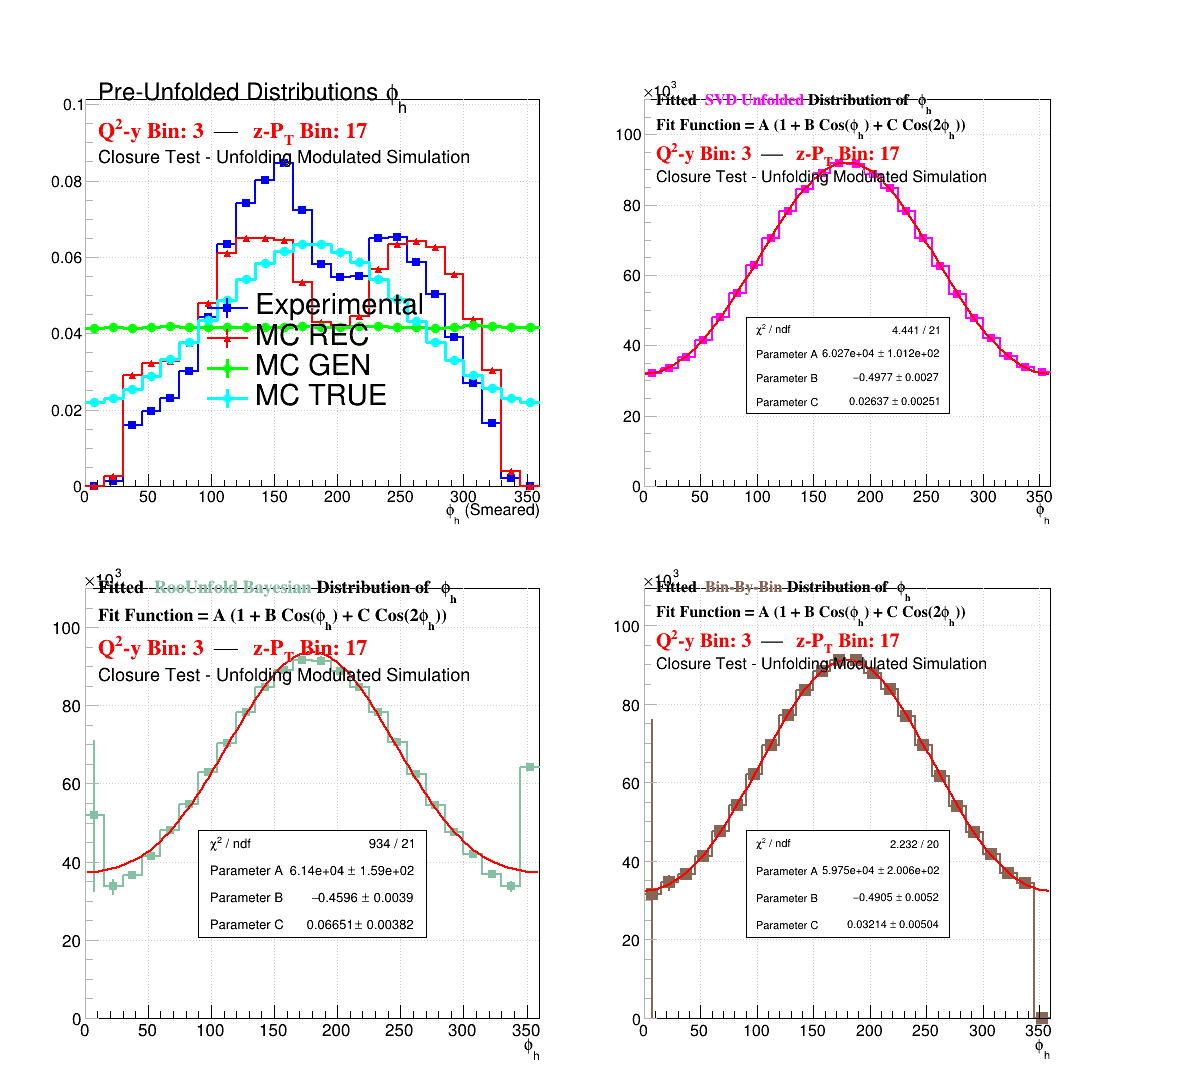 Pre-Unfolded Distributions ϕh
Q2-y Bin: 3 — z-PT Bin: 17
Closure Test - Unfolding Modulated Simulation
0.1
0.08
0.06
0.04
0.02
0
Experimental
MC REC
MC GEN
MC TRUE
0 50 100 150 200 250 300 350
ϕh (Smeared)
×10³
Fitted SVD Unfolded Distribution of ϕh
Fit Function = A (1 + B Cos(ϕh) + C Cos(2ϕh))
Q2-y Bin: 3 — z-PT Bin: 17
Closure Test - Unfolding Modulated Simulation
100
80
60
40
20
0
χ² / ndf 4.441 / 21
Parameter A 6.027e+04 ± 1.012e+02
Parameter B −0.4977 ± 0.0027
Parameter C 0.02637 ± 0.00251
0 50 100 150 200 250 300 350
ϕh
×10³
Fitted RooUnfold Bayesian Distribution of ϕh
Fit Function = A (1 + B Cos(ϕh) + C Cos(2ϕh))
Q2-y Bin: 3 — z-PT Bin: 17
Closure Test - Unfolding Modulated Simulation
100
80
60
40
20
0
χ² / ndf 934 / 21
Parameter A 6.14e+04 ± 1.59e+02
Parameter B −0.4596 ± 0.0039
Parameter C 0.06651 ± 0.00382
0 50 100 150 200 250 300 350
ϕh
×10³
Fitted Bin-By-Bin Distribution of ϕh
Fit Function = A (1 + B Cos(ϕh) + C Cos(2ϕh))
Q2-y Bin: 3 — z-PT Bin: 17
Closure Test - Unfolding Modulated Simulation
100
80
60
40
20
0
χ² / ndf 2.232 / 20
Parameter A 5.975e+04 ± 2.006e+02
Parameter B −0.4905 ± 0.0052
Parameter C 0.03214 ± 0.00504
0 50 100 150 200 250 300 350
ϕh